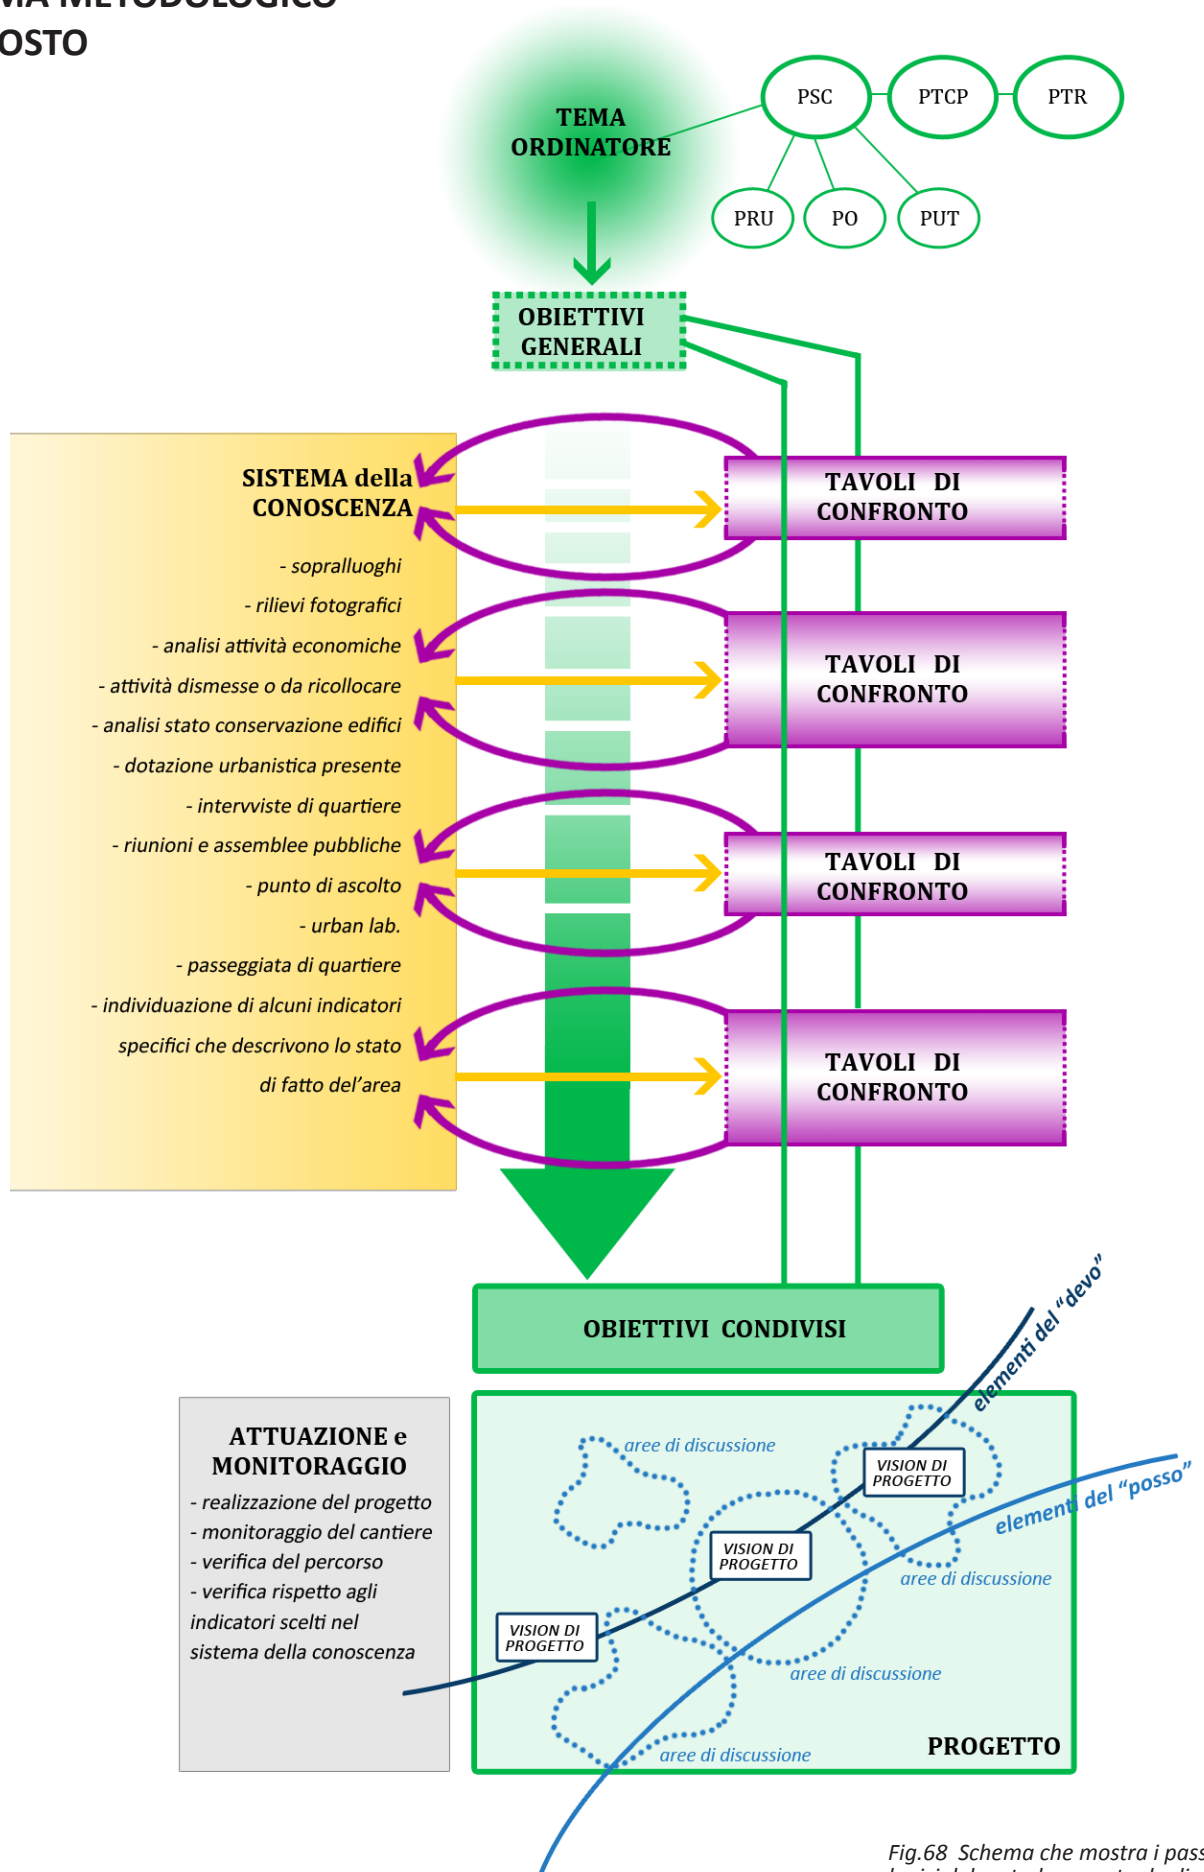 METODOLOGICO
TEMA
ORDINATORE
PSC
PTCP
PTR
PRU
PO
PUT
OBIETTIVI
GENERALI
SISTEMA della
CONOSCENZA
- sopralluoghi
- rilievi fotografici
- analisi attività economiche
- attività dismesse o da ricollocare
- analisi stato conservazione edifici
- dotazione urbanistica presente
- intervviste di quartiere
- riunioni e assemblee pubbliche
- punto di ascolto
- urban lab.
- passeggiata di quartiere
- individuazione di alcuni indicatori
specifici che descrivono lo stato
di fatto del'area
TAVOLI DI
CONFRONTO
TAVOLI DI
CONFRONTO
TAVOLI DI
CONFRONTO
TAVOLI DI
CONFRONTO
OBIETTIVI CONDIVISI
ATTUAZIONE e
MONITORAGGIO
- realizzazione del progetto
- monitoraggio del cantiere
- verifica del percorso
- verifica rispetto agli
indicatori scelti nel
sistema della conoscenza
elementi del "devo"
elementi del "posso"
aree di discussione
VISION DI
PROGETTO
VISION DI
PROGETTO
aree di discussione
VISION DI
PROGETTO
aree di discussione
aree di discussione
PROGETTO
Fig.68 Schema che mostra i